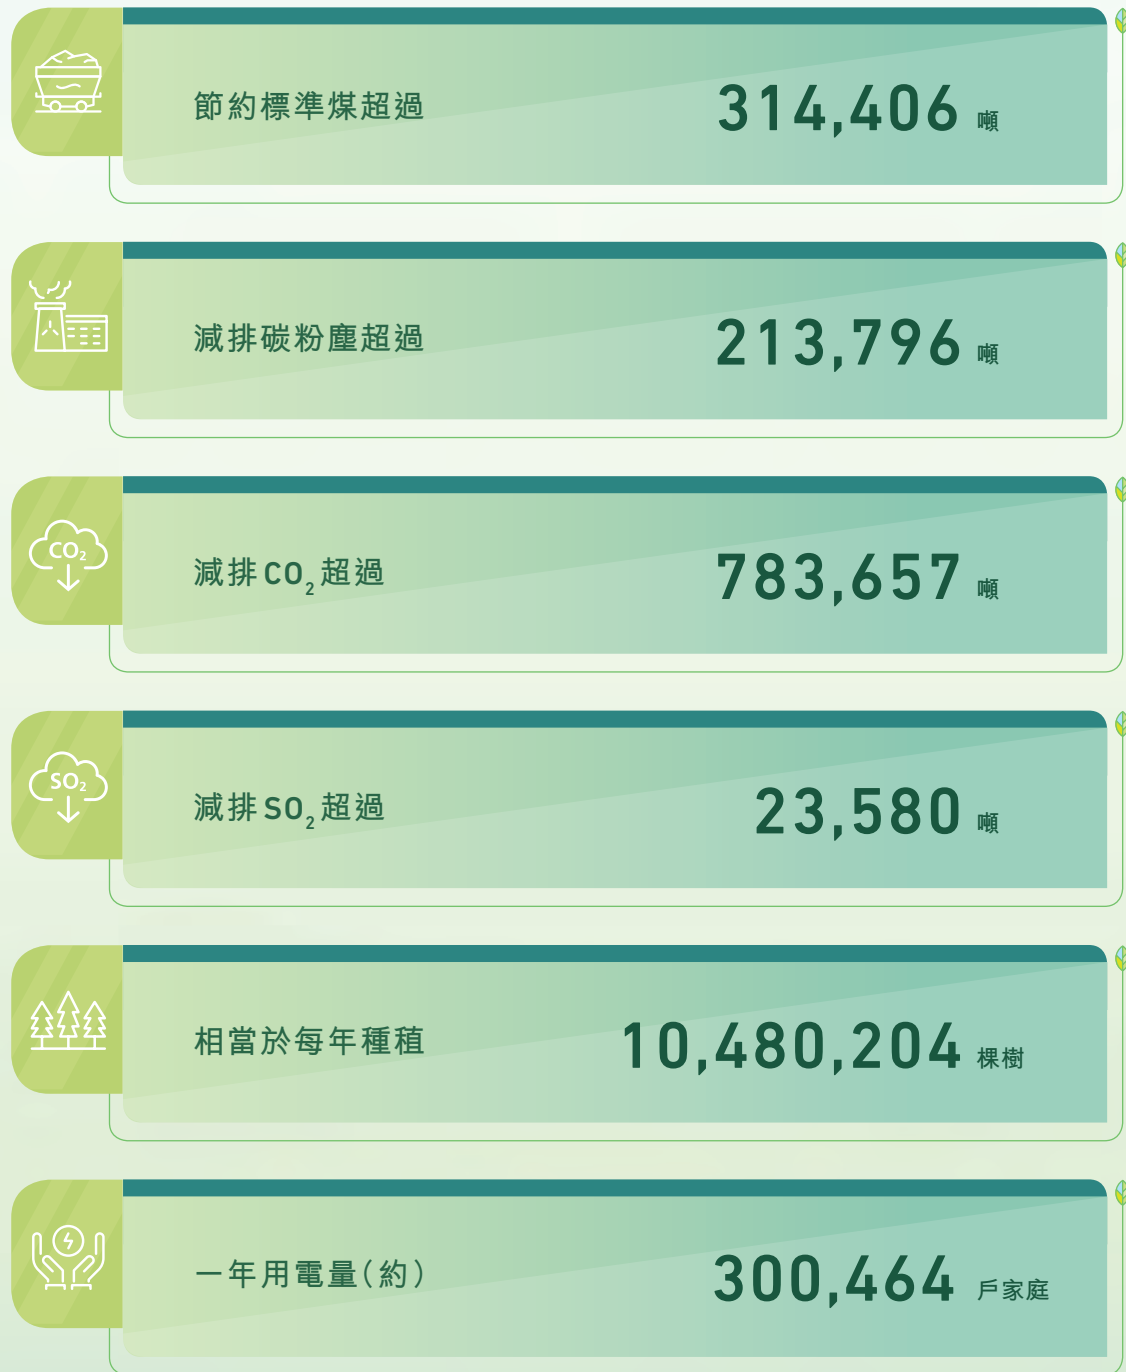 節約標準煤超過 314,406 噸
減排碳粉塵超過 213,796 噸
CO₂
減排CO₂超過 783,657 噸
SO₂
減排SO₂超過 23,580 噸
相當於每年種植 10,480,204 棵樹
一年用電量(約) 300,464 戶家庭